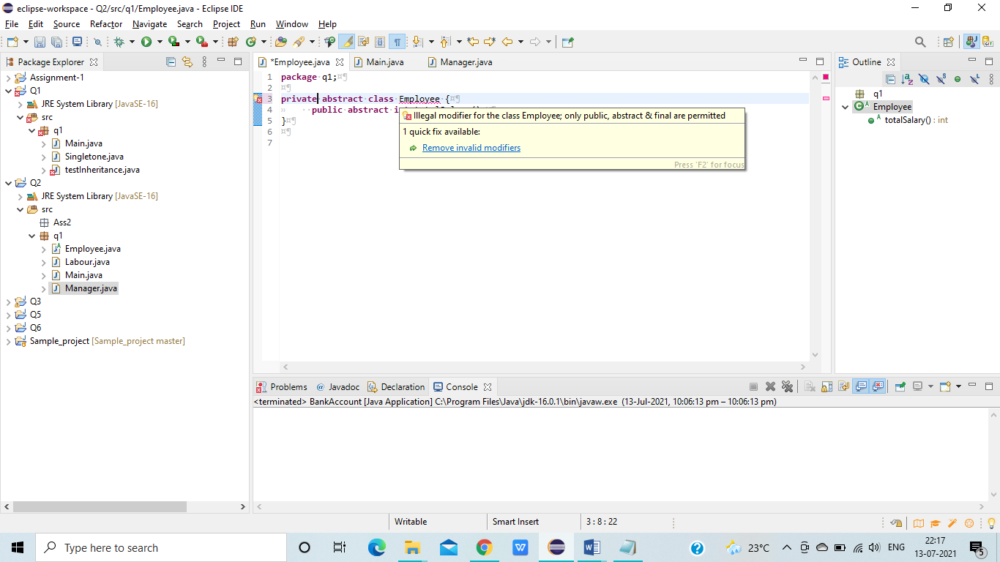 eclipse-workspace - Q2/src/q1/Employee.java - Eclipse IDE
File Edit Source Refactor Navigate Search Project Run Window Help
Package Explorer
Assignment-1
Q1
JRE System Library [JavaSE-16]
src
q1
Main.java
Singletone.java
testInheritance.java
Q2
JRE System Library [JavaSE-16]
src
Ass2
q1
Employee.java
Labour.java
Main.java
Manager.java
Q3
Q5
Q6
Sample_project [Sample_project master]
*Employee.java Main.java Manager.java
1 package·q1;¤¶
2 ¤¶
3 private·abstract·class·Employee·{¤¶
4 » ··public·abstract·
5 }¤¶
6 ¤¶
7
Illegal modifier for the class Employee; only public, abstract & final are permitted
1 quick fix available:
Remove invalid modifiers
Press 'F2' for focus
Outline
q1
Employee
totalSalary() : int
Problems @ Javadoc Declaration Console
<terminated> BankAccount [Java Application] C:\Program Files\Java\jdk-16.0.1\bin\javaw.exe (13-Jul-2021, 10:06:13 pm – 10:06:13 pm)
Writable Smart Insert 3 : 8 : 22
Type here to search
23°C ENG 22:17
13-07-2021
5